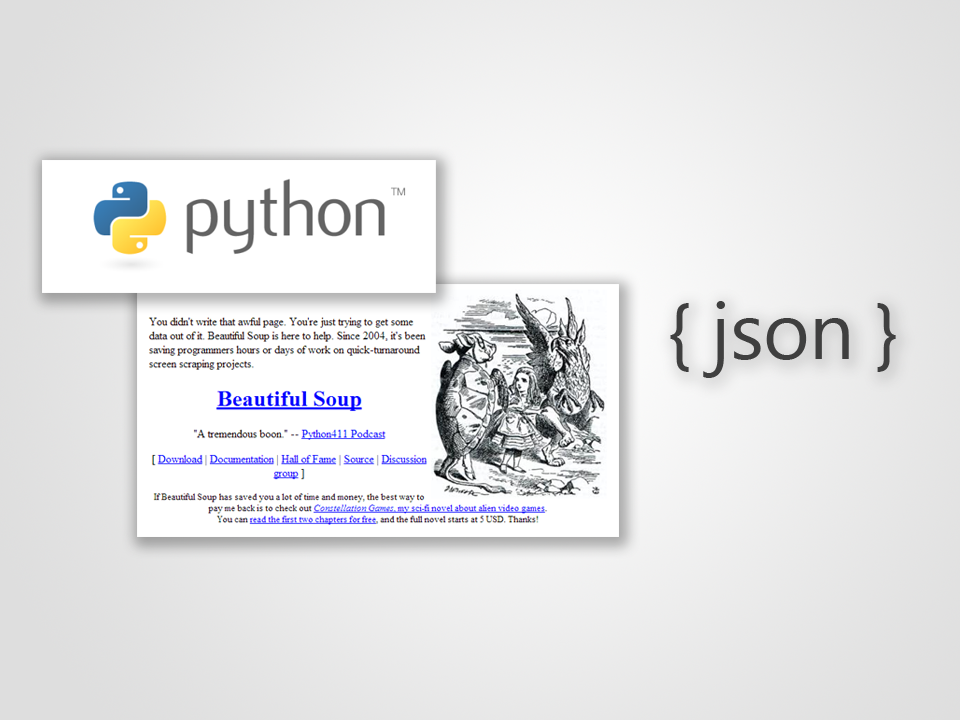 python™
You didn't write that awful page. You're just trying to get some
data out of it. Beautiful Soup is here to help. Since 2004, it's been
saving programmers hours or days of work on quick-turnaround
screen scraping projects.
Beautiful Soup
"A tremendous boon." -- Python411 Podcast
[ Download | Documentation | Hall of Fame | Source | Discussion
group ]
If Beautiful Soup has saved you a lot of time and money, the best way to
pay me back is to check out Constellation Games, my sci-fi novel about alien video games.
You can read the first two chapters for free, and the full novel starts at 5 USD. Thanks!
{ json }